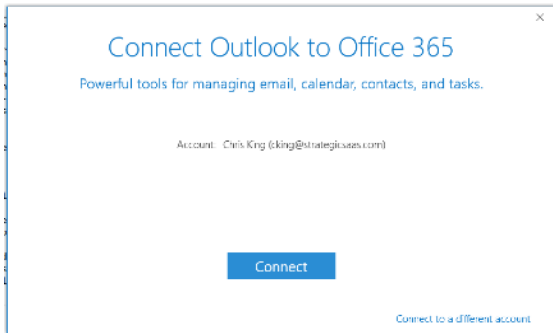 Connect Outlook to Office 365
Powerful tools for managing email, calendar, contacts, and tasks.
Account: Chris King (cking@strategicsaas.com)
Connect
Connect to a different account